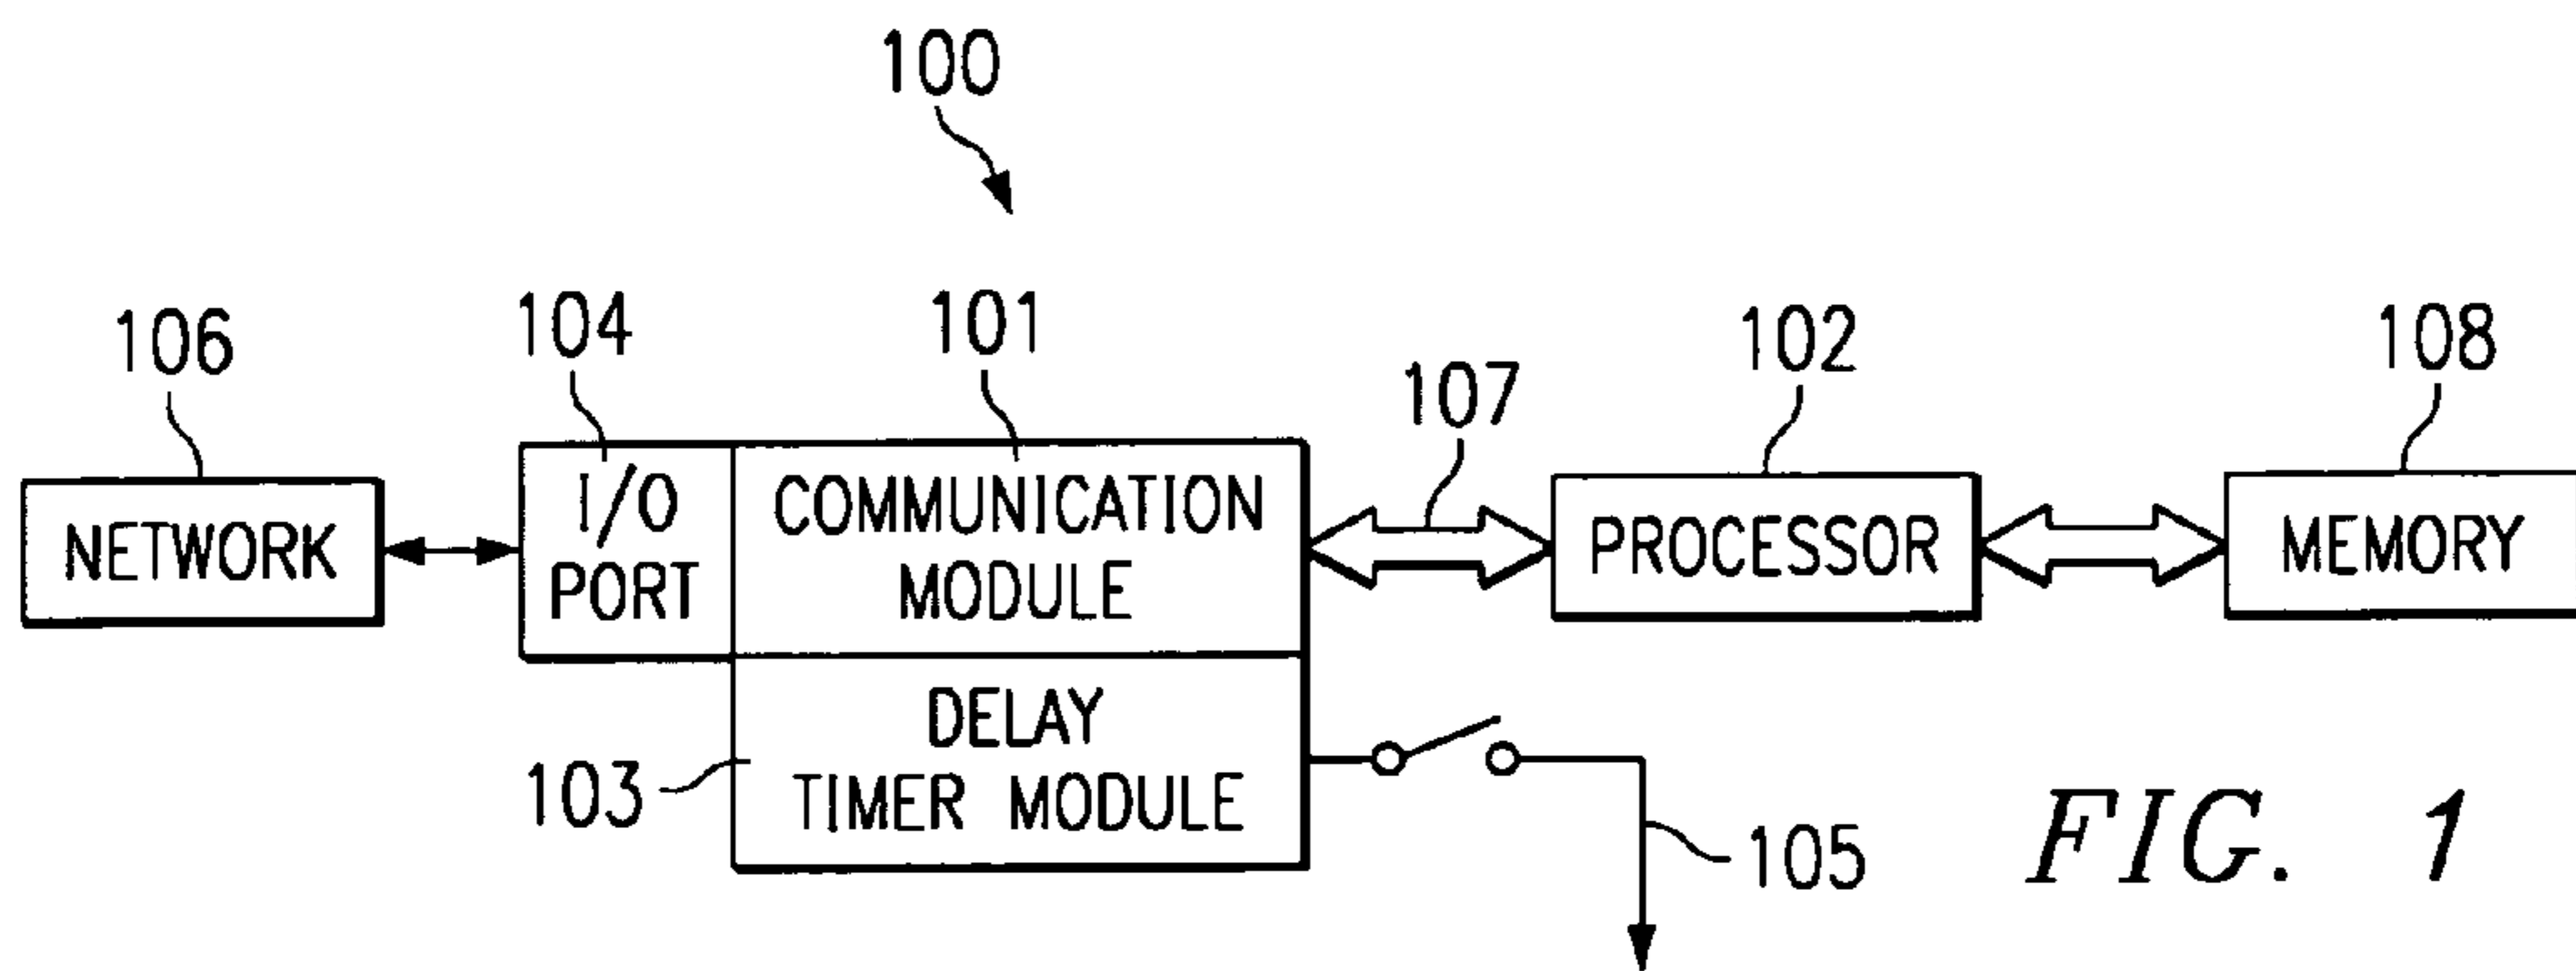 100
106
104
101
107
102
108
NETWORK
I/O
PORT
COMMUNICATION
MODULE
PROCESSOR
MEMORY
103
DELAY
TIMER MODULE
105
FIG. 1